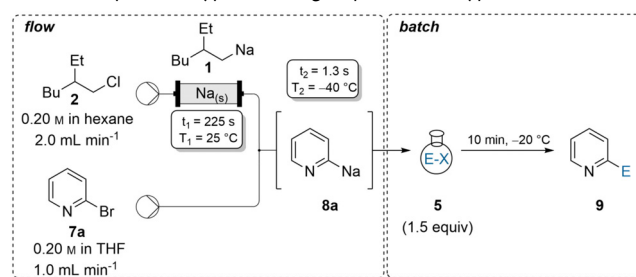 flow
batch
Et
Bu
Na
1
Et
Bu
Cl
2
0.20 M in hexane
2.0 mL min⁻¹
Na(s)
t₁ = 225 s
T₁ = 25 °C
t₂ = 1.3 s
T₂ = −40 °C
N
Na
8a
E-X
5
(1.5 equiv)
10 min, −20 °C
N
E
9
N
Br
7a
0.20 M in THF
1.0 mL min⁻¹